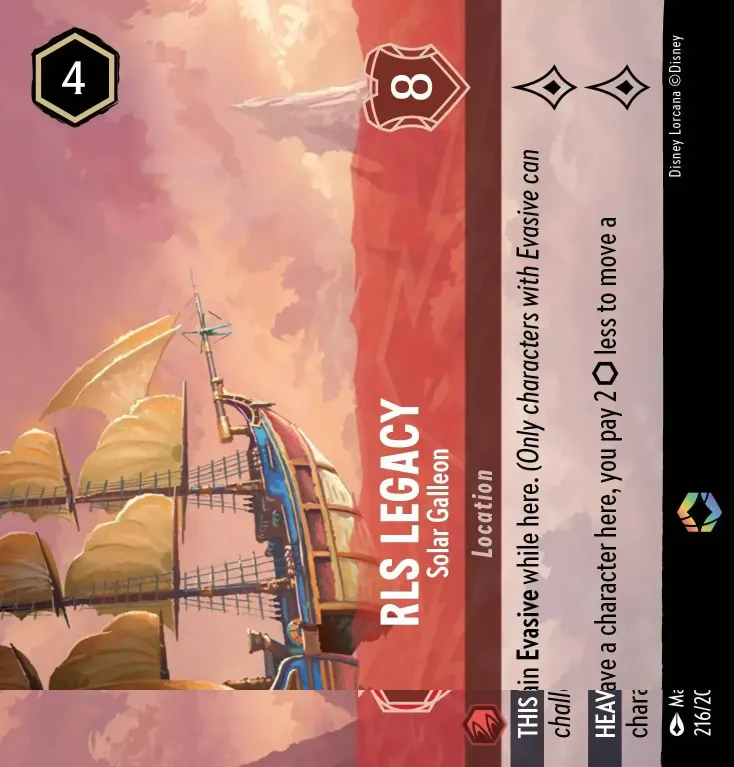 4
8
RLS LEGACY
Solar Galleon
Location
THIS
ain Evasive while here. (Only characters with Evasive can
chall
HEAV
ave a character here, you pay 2 less to move a
chara
216/20
Disney Lorcana ©Disney